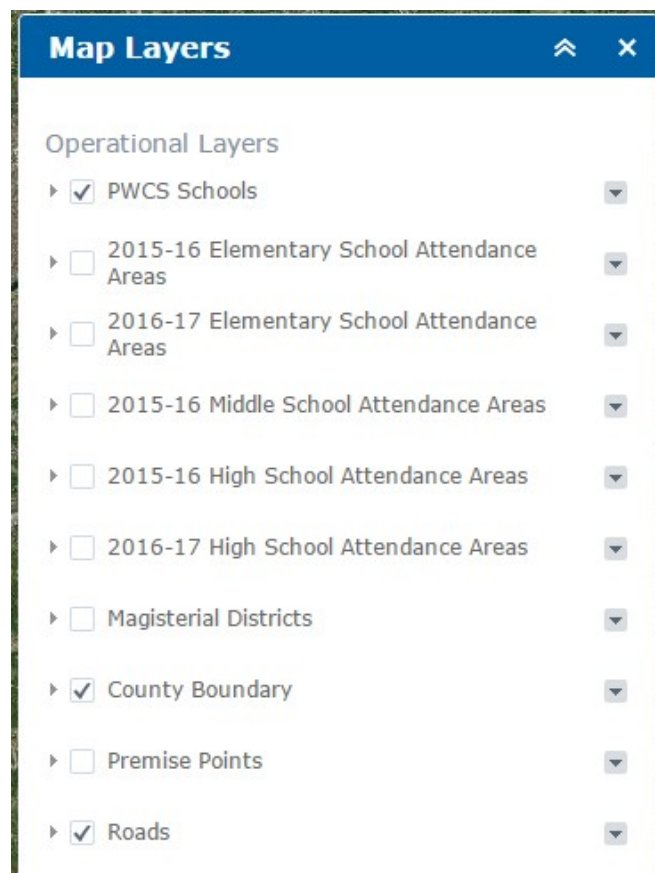 Map Layers
Operational Layers
PWCS Schools
2015-16 Elementary School Attendance
Areas
2016-17 Elementary School Attendance
Areas
2015-16 Middle School Attendance Areas
2015-16 High School Attendance Areas
2016-17 High School Attendance Areas
Magisterial Districts
County Boundary
Premise Points
Roads